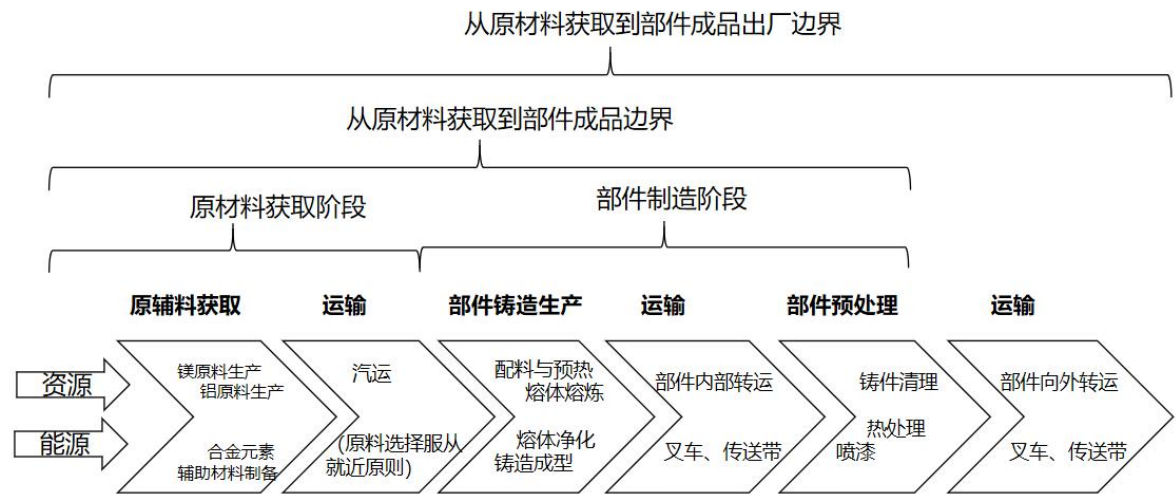 从原材料获取到部件成品出厂边界
从原材料获取到部件成品边界
原材料获取阶段
部件制造阶段
原辅料获取
运输
部件铸造生产
运输
部件预处理
运输
资源
能源
镁原料生产
铝原料生产
合金元素
辅助材料制备
汽运
(原料选择服从
就近原则)
配料与预热
熔体熔炼
熔体净化
铸造成型
部件内部转运
叉车、传送带
铸件清理
热处理
喷漆
部件向外转运
叉车、传送带